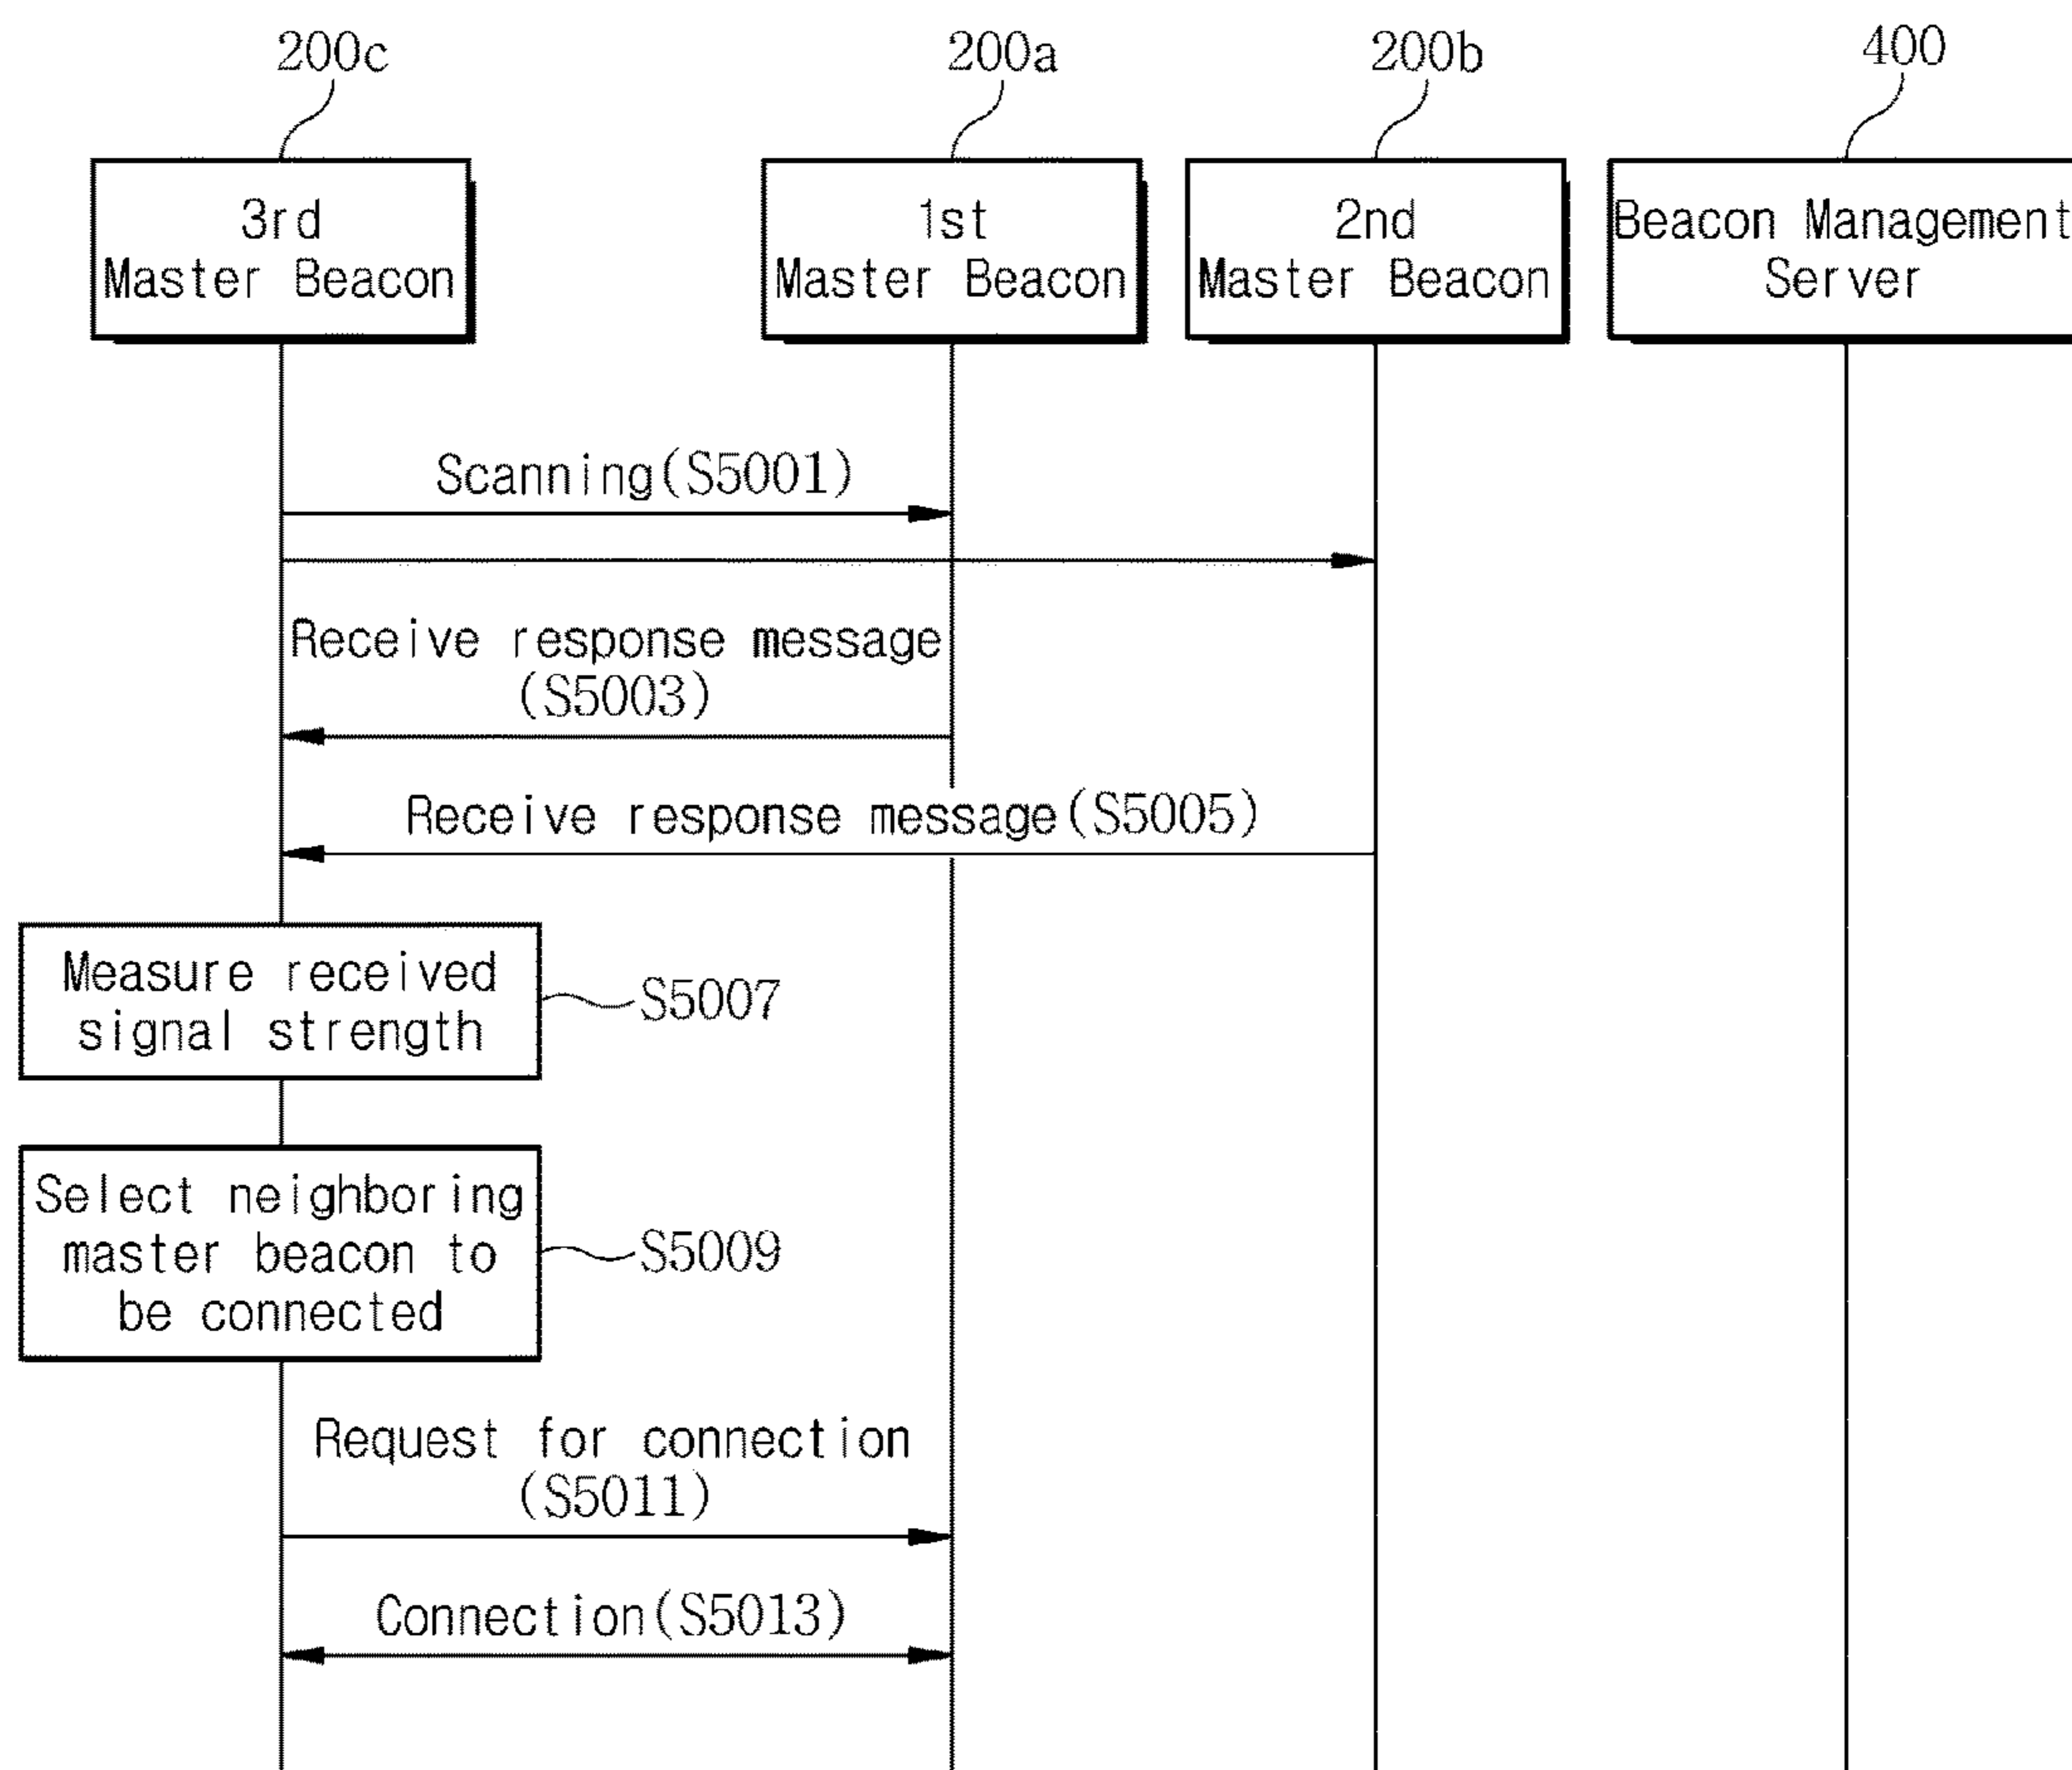 200c
200a
200b
400
3rd
Master Beacon
1st
Master Beacon
2nd
Master Beacon
Beacon Management
Server
Scanning(S5001)
Receive response message
(S5003)
Receive response message(S5005)
Measure received
signal strength
S5007
Select neighboring
master beacon to
be connected
S5009
Request for connection
(S5011)
Connection(S5013)